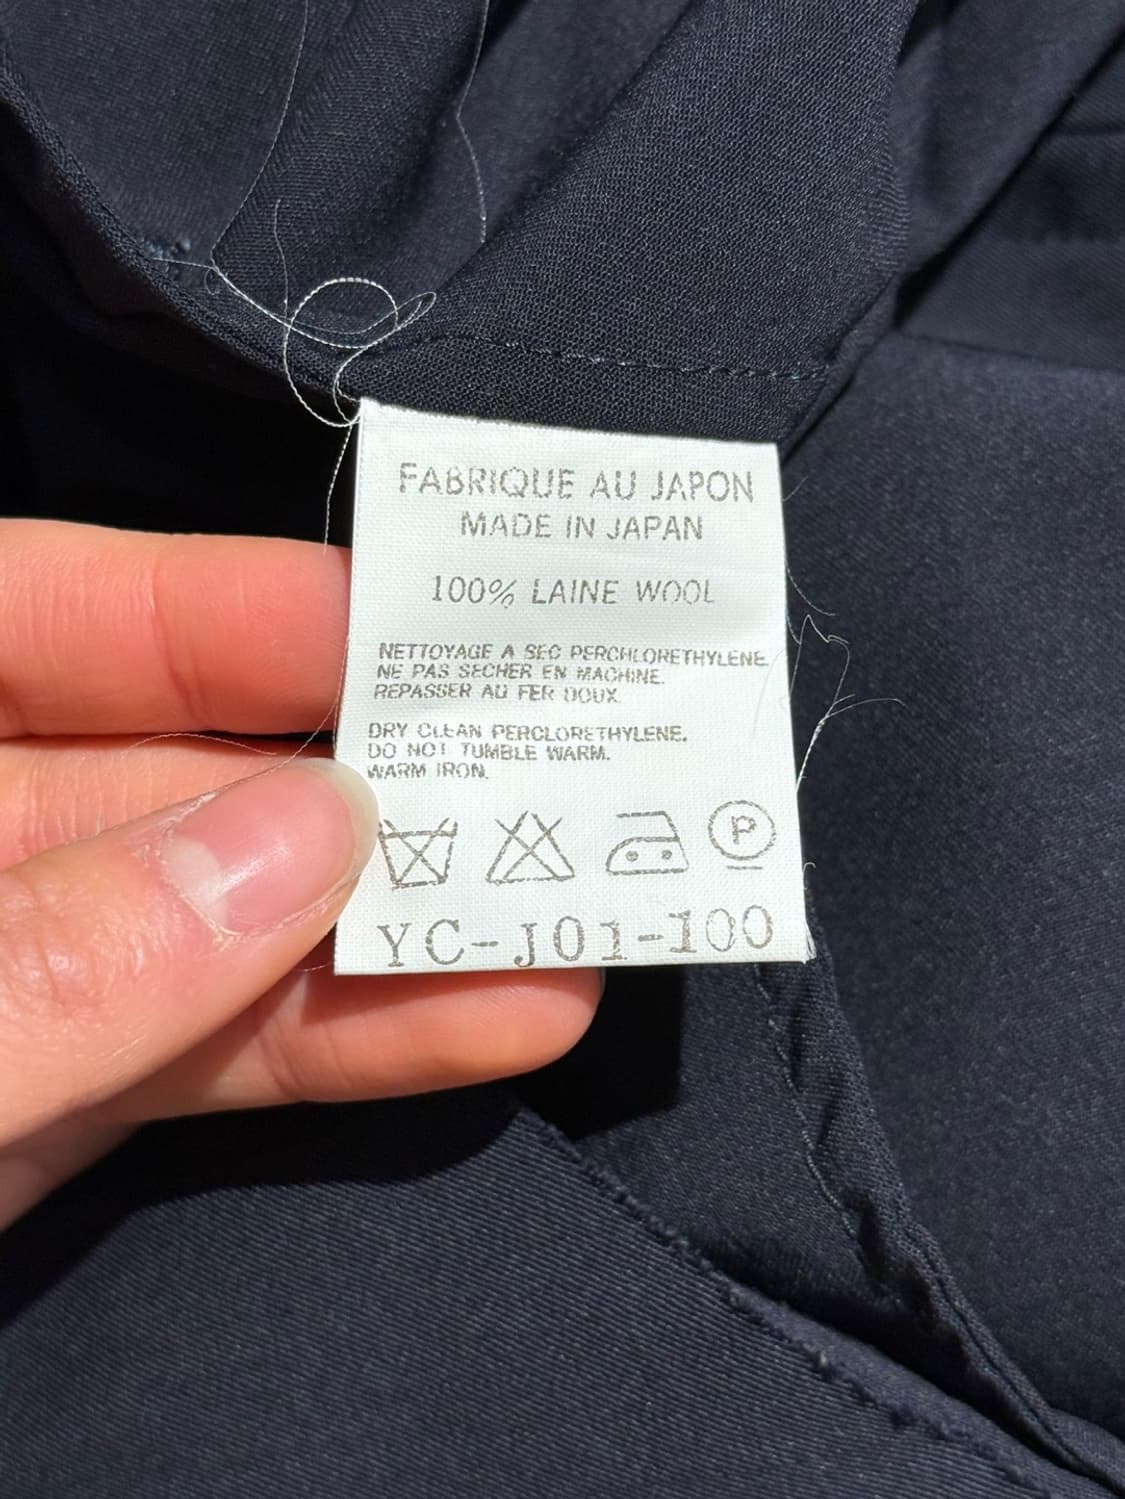 FABRIQUE AU JAPON
MADE IN JAPAN
100% LAINE WOOL
NETTOYAGE A SEC PERCHLORETHYLENE.
NE PAS SECHER EN MACHINE.
REPASSER AU FER DOUX.
DRY CLEAN PERCLORETHYLENE.
DO NOT TUMBLE WARM.
WARM IRON.
P
YC-J01-100